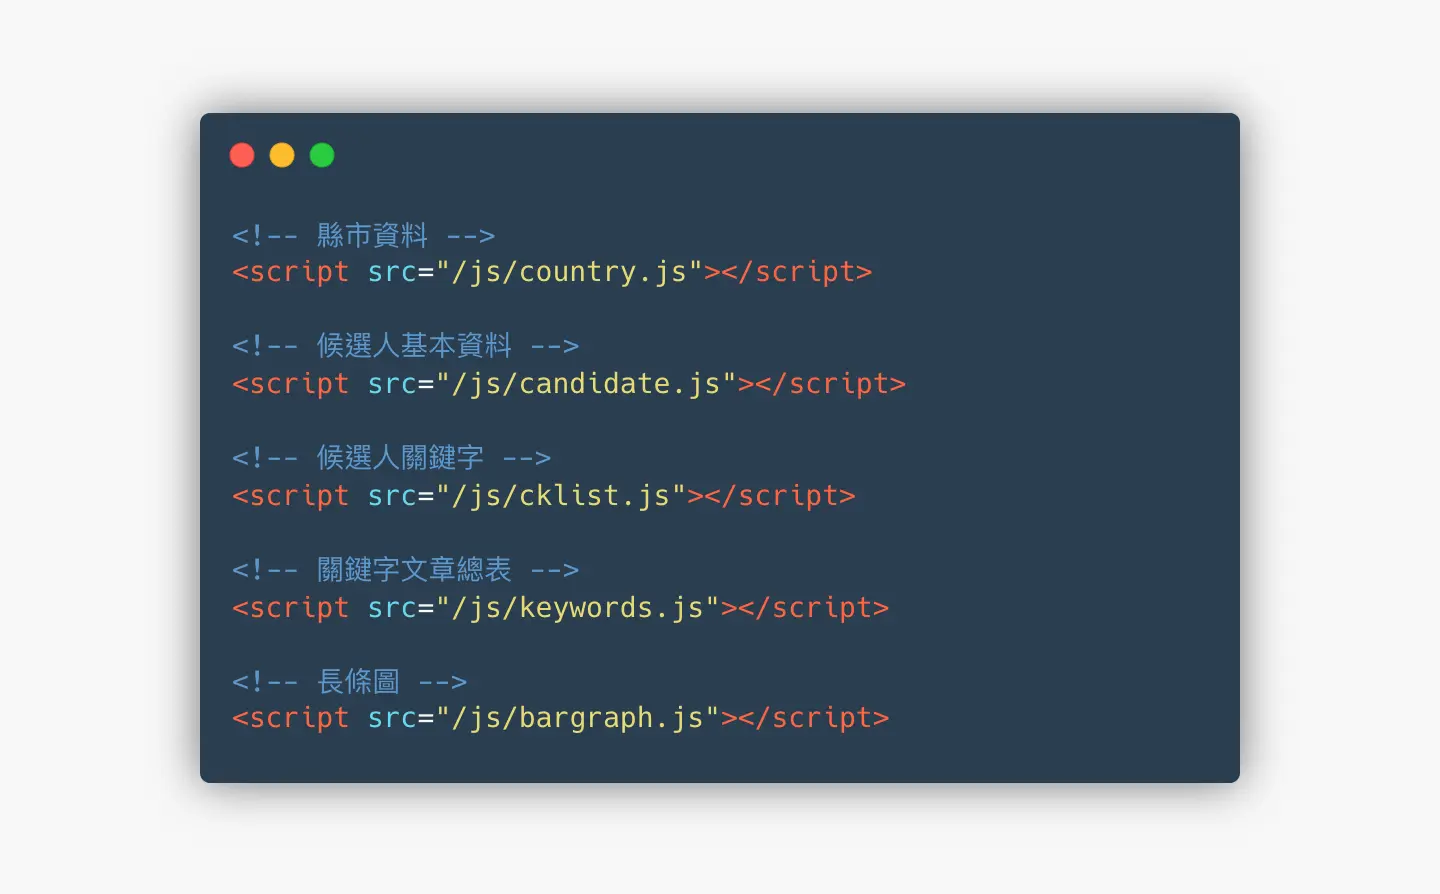 <!-- 縣市資料 -->
<script src="/js/country.js"></script>
<!-- 候選人基本資料 -->
<script src="/js/candidate.js"></script>
<!-- 候選人關鍵字 -->
<script src="/js/cklist.js"></script>
<!-- 關鍵字文章總表 -->
<script src="/js/keywords.js"></script>
<!-- 長條圖 -->
<script src="/js/bargraph.js"></script>